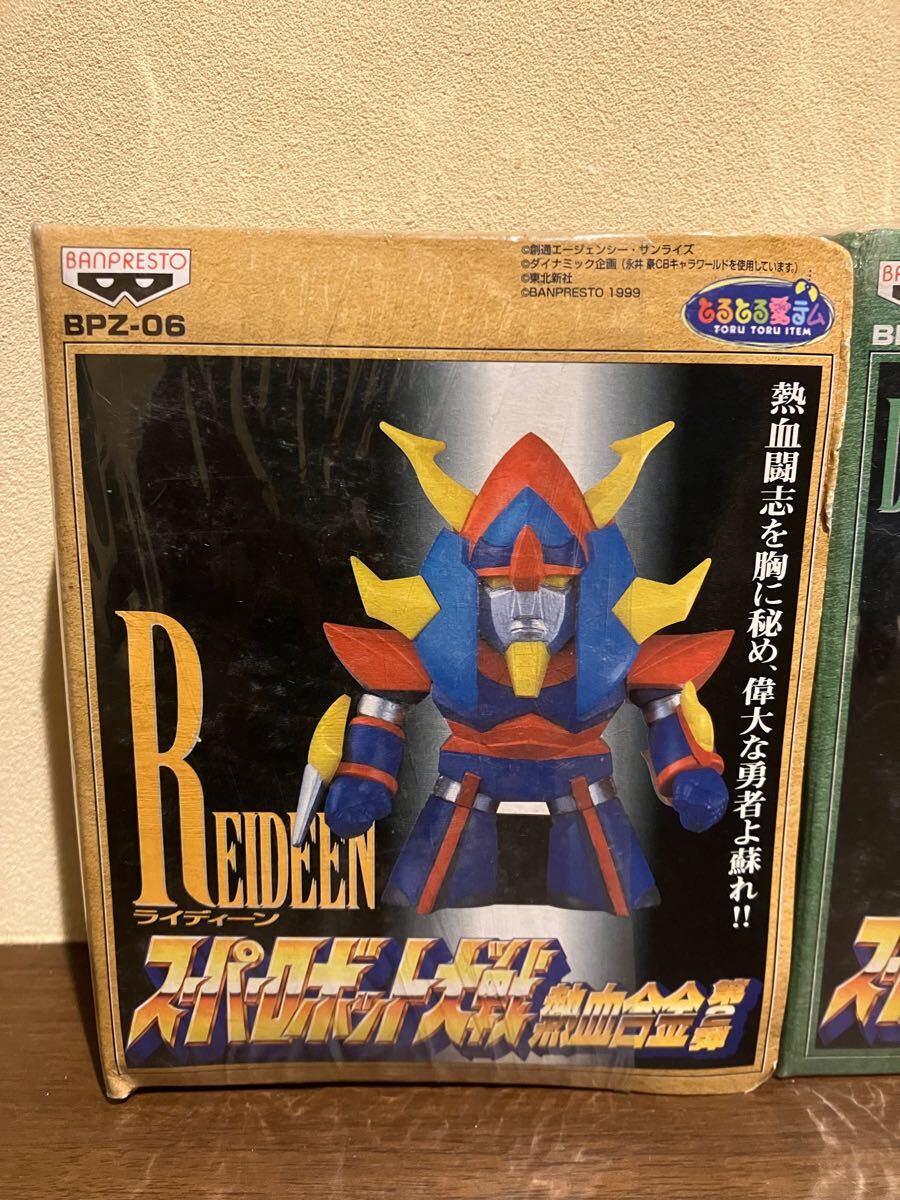 BANPRESTO
BPZ-06
©創通エージェンシー・サンライズ
©ダイナミック企画（永井 豪CBキャラワールドを使用しています。）
©東北新社
©BANPRESTO 1999
とるとる愛テム
TORU TORU ITEM
熱血闘志を胸に秘め、偉大な勇者よ蘇れ!!
REIDEEN
ライディーン
スーパーロボット大戦
熱血合金